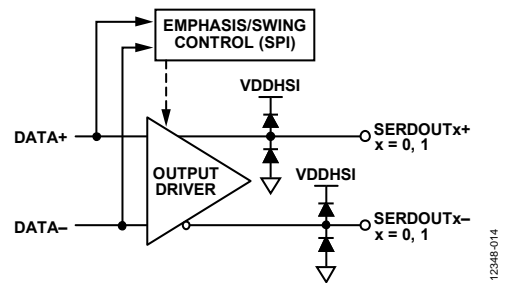 EMPHASIS/SWING
CONTROL (SPI)
VDDHSI
DATA+
SERDOUTx+
x = 0, 1
OUTPUT
DRIVER
VDDHSI
DATA–
SERDOUTx–
x = 0, 1
12348-014